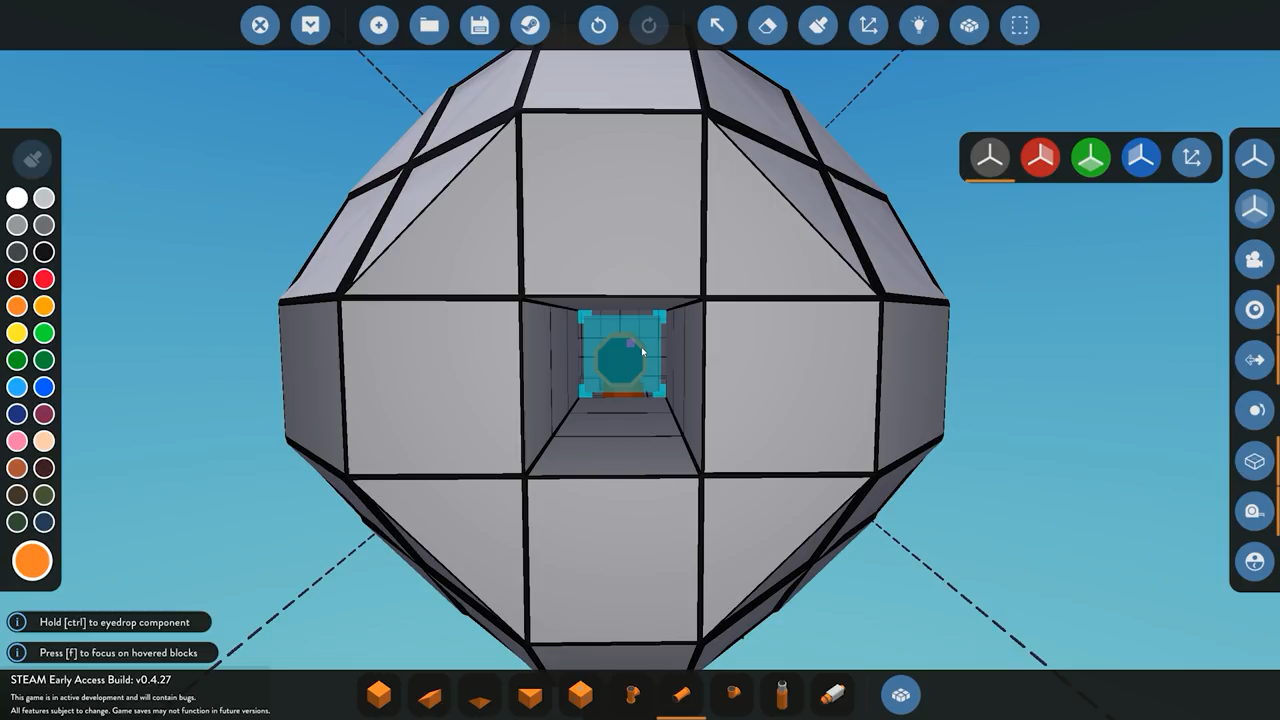 Hold [ctrl] to eyedrop component
Press [f] to focus on hovered blocks
STEAM Early Access Build: v0.4.27
This game is in active development and will contain bugs.
All features subject to change. Game saves may not function in future versions.